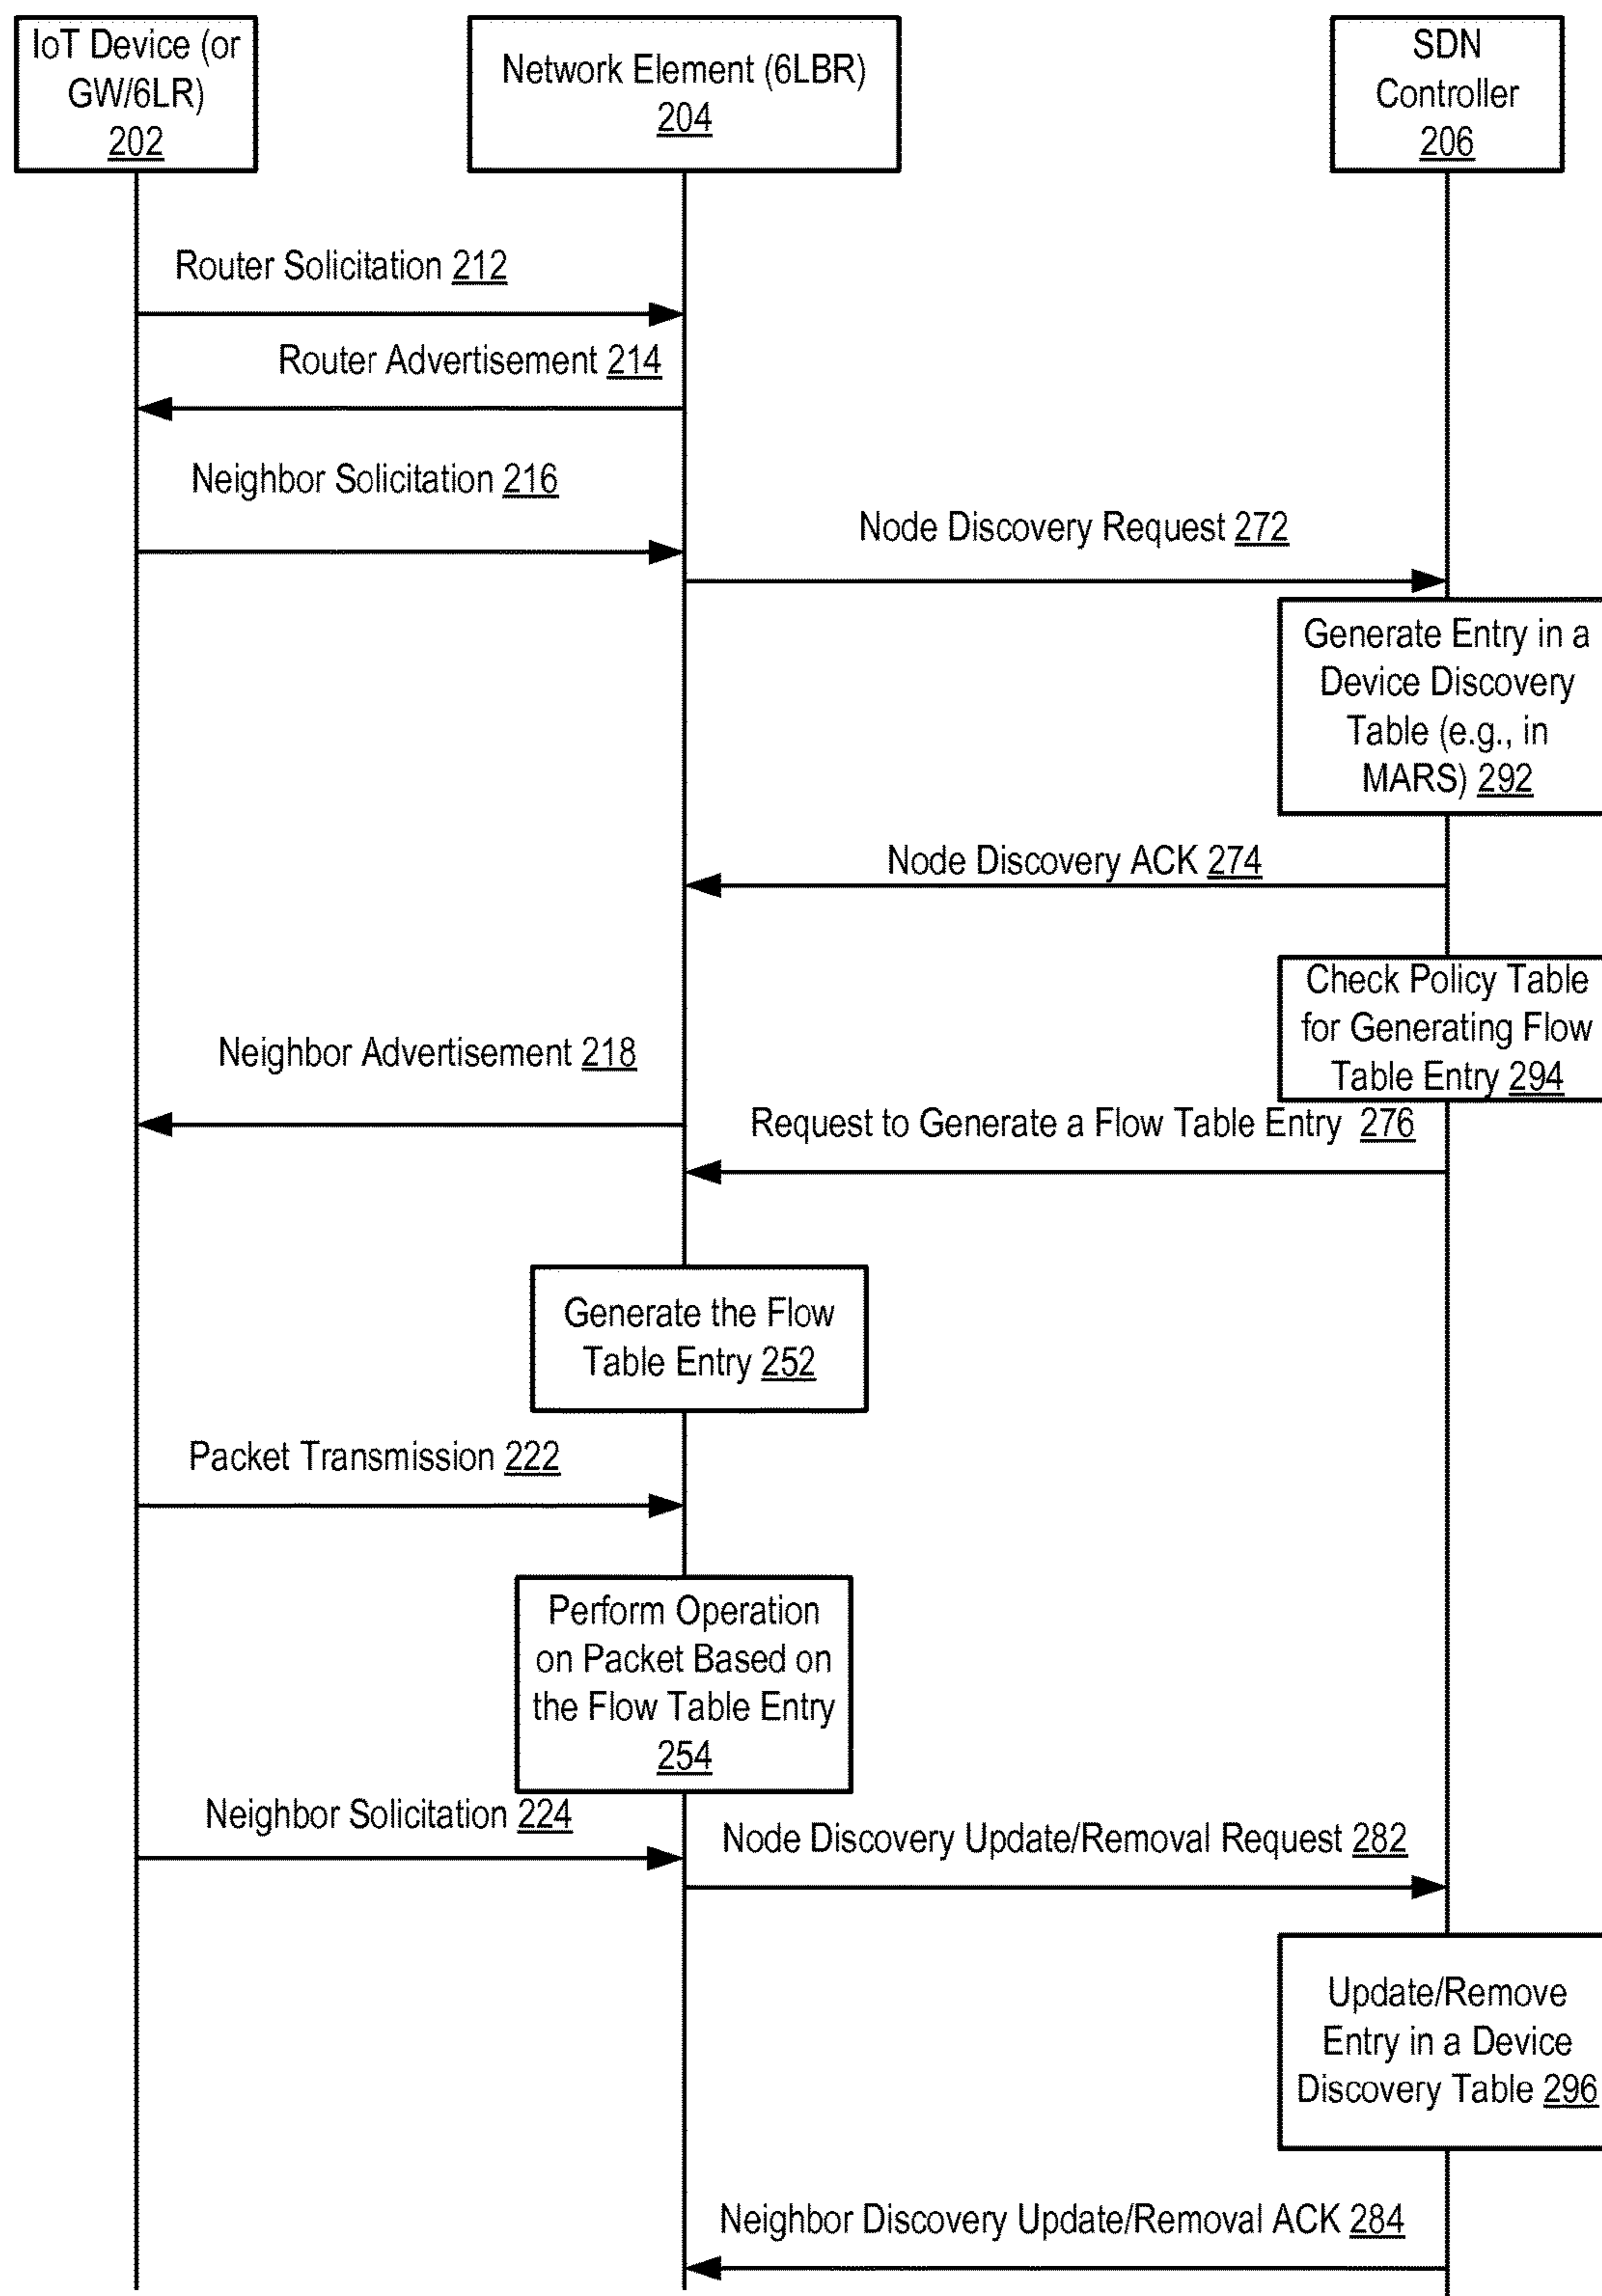 IoT Device (or
GW/6LR)
202
Network Element (6LBR)
204
SDN
Controller
206
Router Solicitation 212
Router Advertisement 214
Neighbor Solicitation 216
Node Discovery Request 272
Generate Entry in a
Device Discovery
Table (e.g., in
MARS) 292
Node Discovery ACK 274
Check Policy Table
for Generating Flow
Table Entry 294
Neighbor Advertisement 218
Request to Generate a Flow Table Entry 276
Generate the Flow
Table Entry 252
Packet Transmission 222
Perform Operation
on Packet Based on
the Flow Table Entry
254
Neighbor Solicitation 224
Node Discovery Update/Removal Request 282
Update/Remove
Entry in a Device
Discovery Table 296
Neighbor Discovery Update/Removal ACK 284